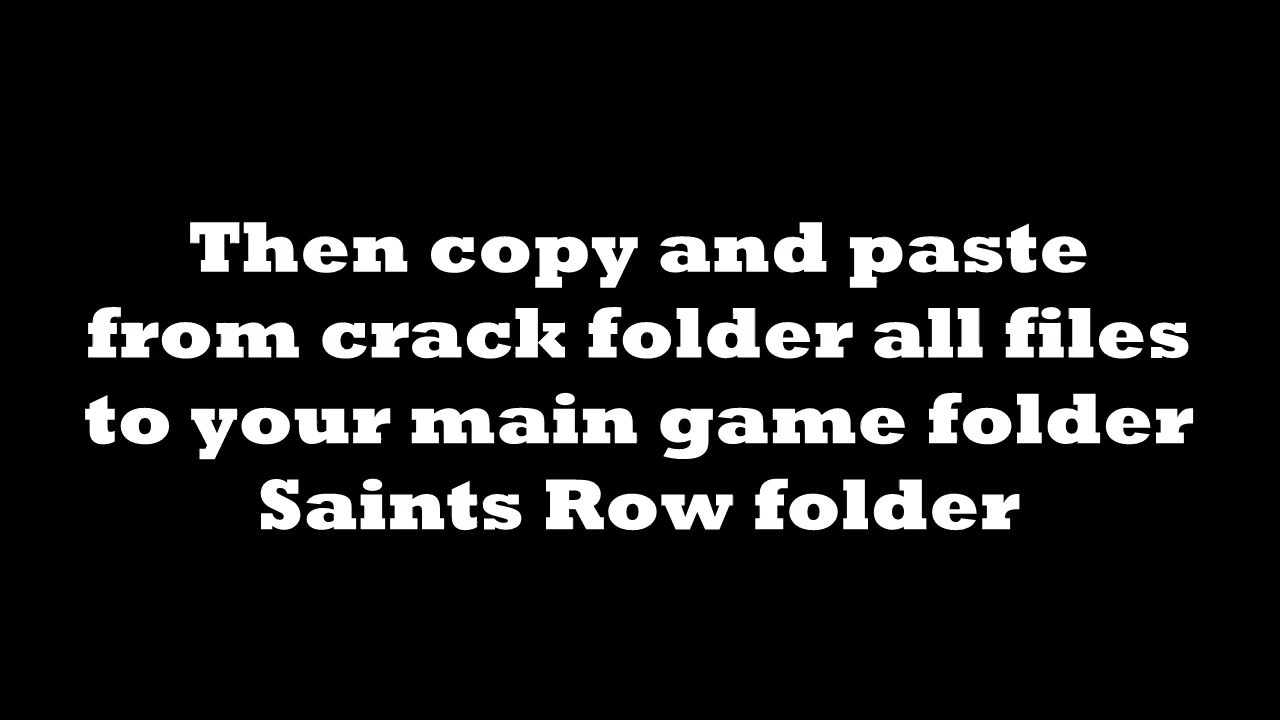 Then copy and paste
from crack folder all files
to your main game folder
Saints Row folder